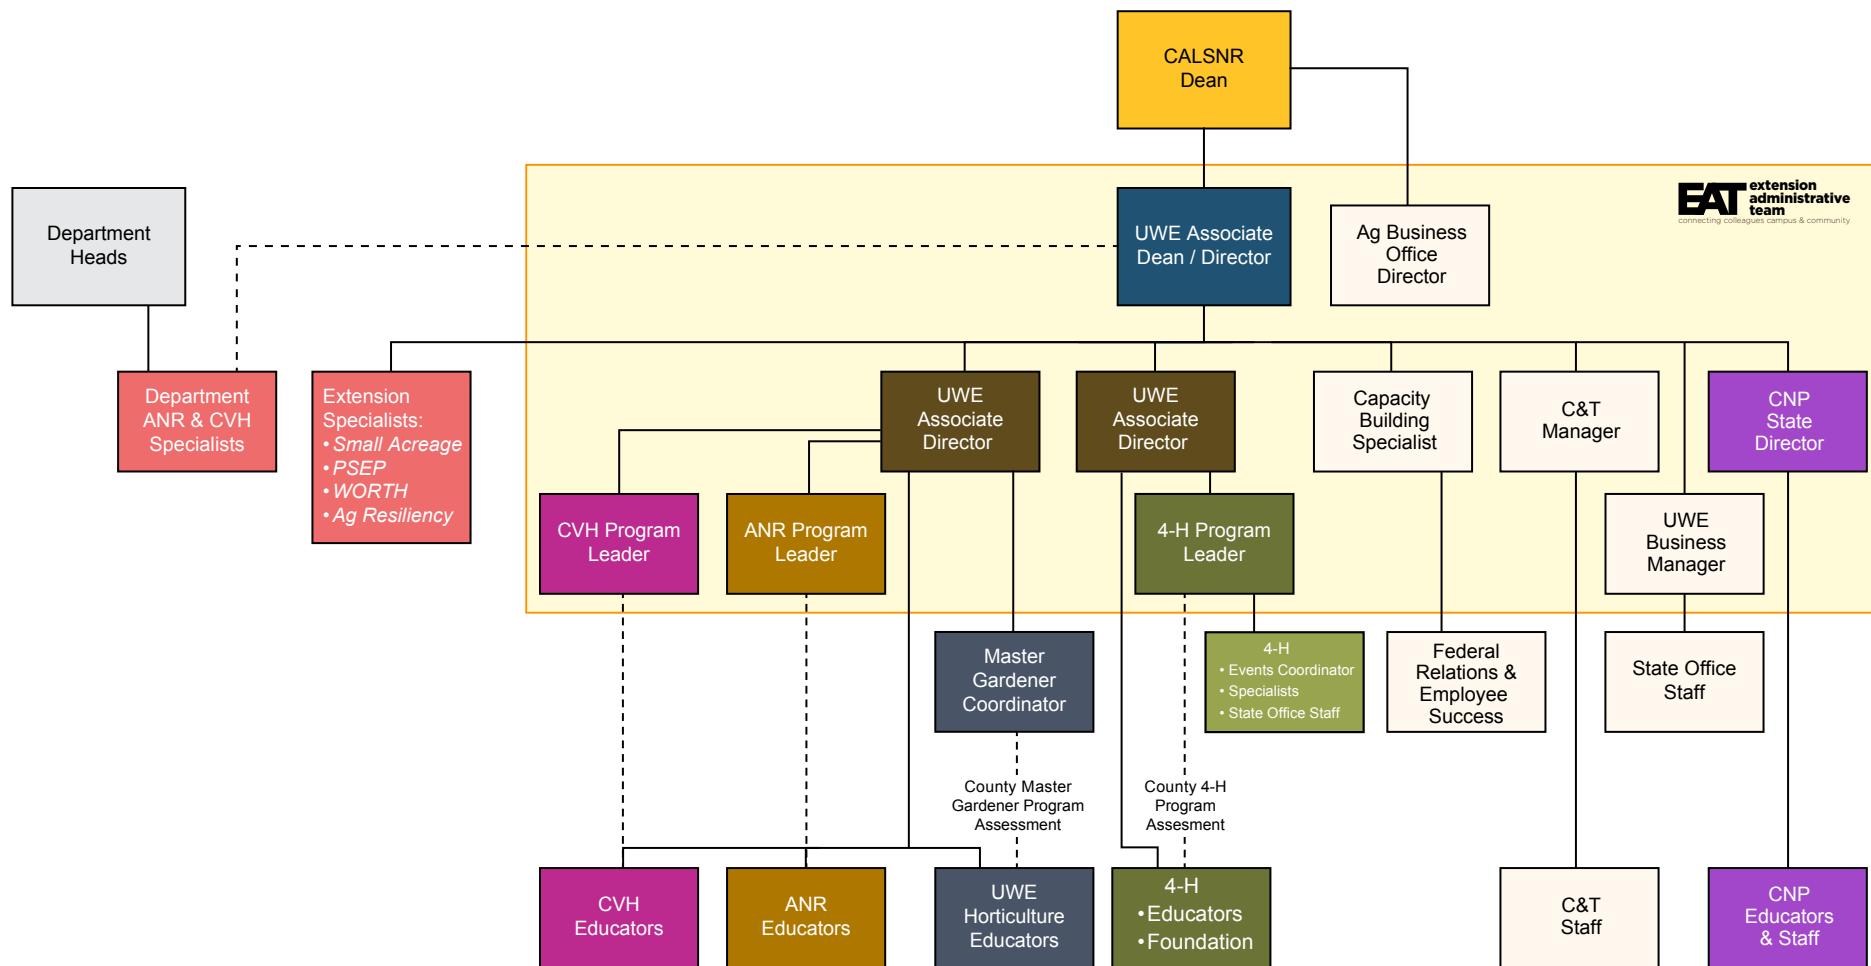 CALSNR
Dean
EAT extension
administrative
team
connecting colleagues campus & community
Department
Heads
UWE Associate
Dean / Director
Ag Business
Office
Director
Department
ANR & CVH
Specialists
Extension
Specialists:
• Small Acreage
• PSEP
• WORTH
• Ag Resiliency
UWE
Associate
Director
UWE
Associate
Director
Capacity
Building
Specialist
C&T
Manager
CNP
State
Director
CVH Program
Leader
ANR Program
Leader
4-H Program
Leader
UWE
Business
Manager
Master
Gardener
Coordinator
4-H
• Events Coordinator
• Specialists
• State Office Staff
Federal
Relations &
Employee
Success
State Office
Staff
County Master
Gardener Program
Assessment
County 4-H
Program
Assesment
CVH
Educators
ANR
Educators
UWE
Horticulture
Educators
4-H
•Educators
•Foundation
C&T
Staff
CNP
Educators
& Staff